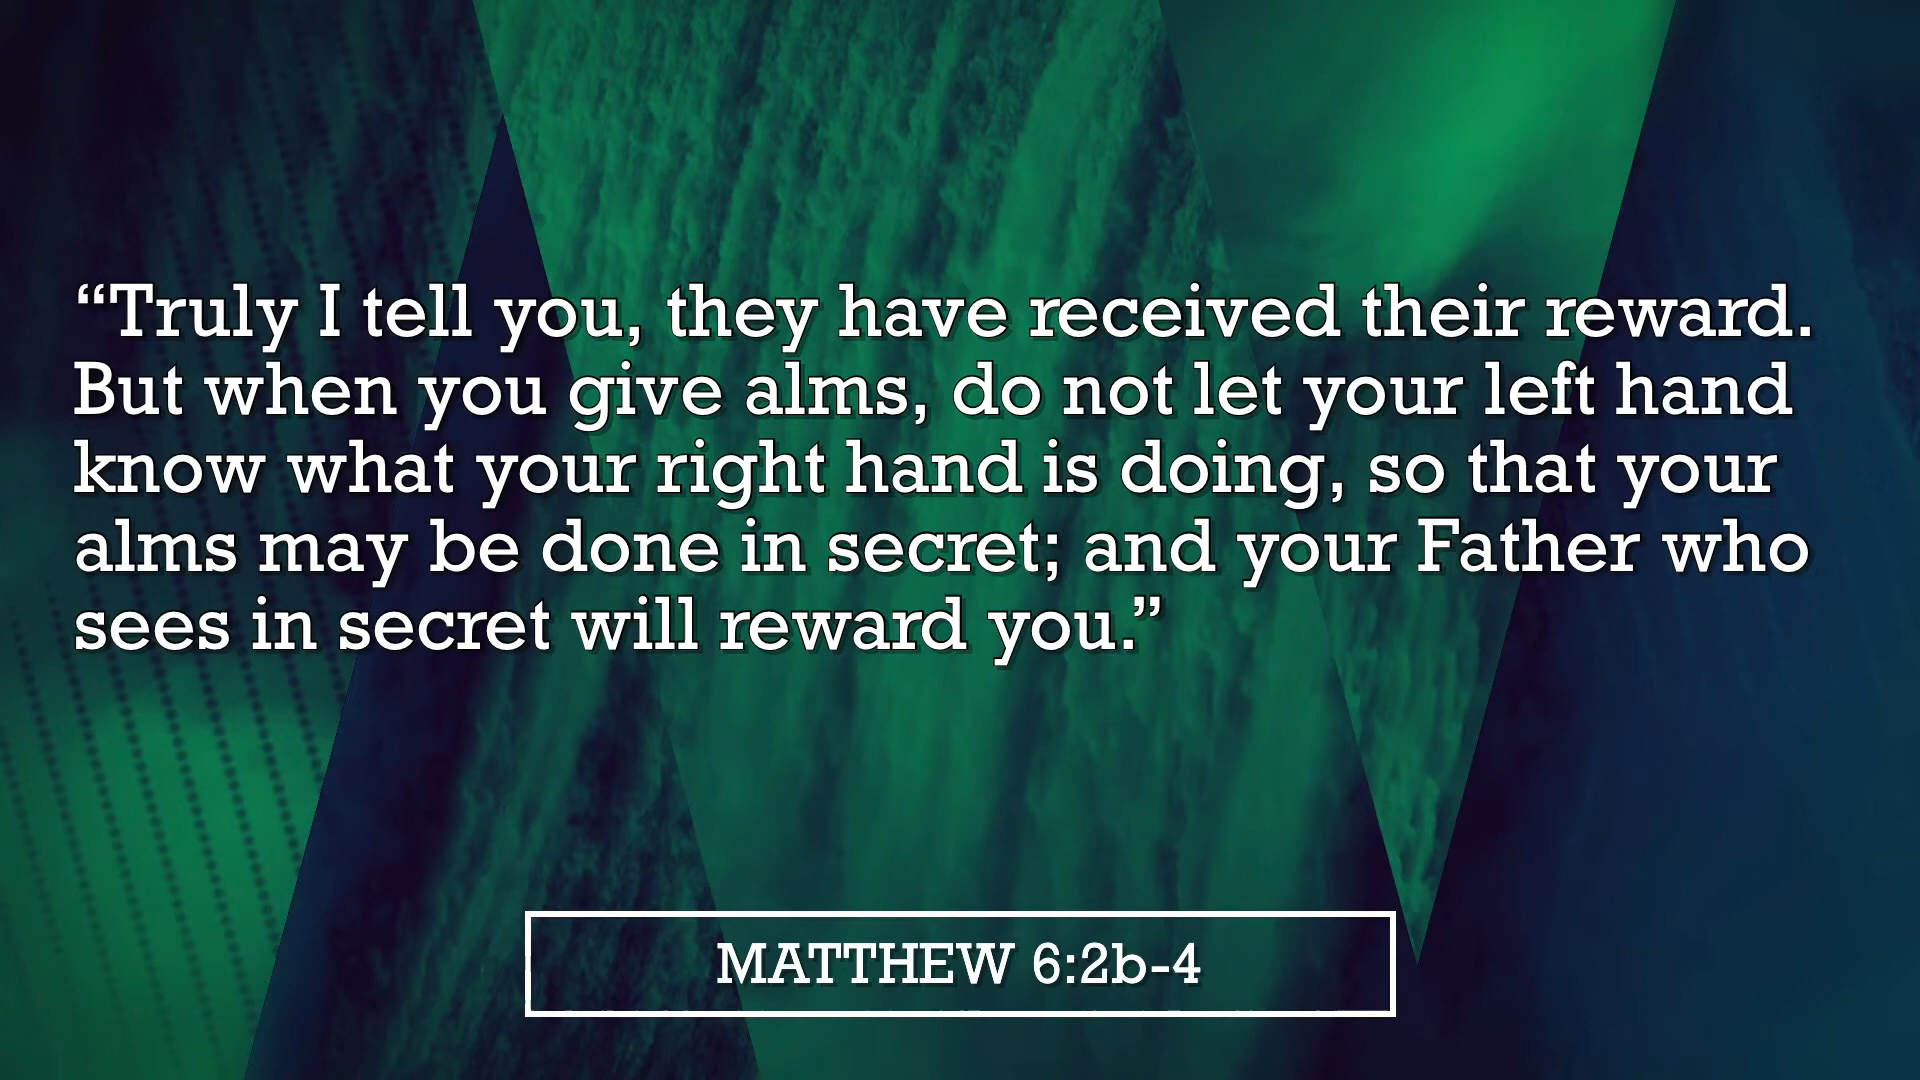 “Truly I tell you, they have received their reward.
But when you give alms, do not let your left hand
know what your right hand is doing, so that your
alms may be done in secret; and your Father who
sees in secret will reward you.”
MATTHEW 6:2b-4